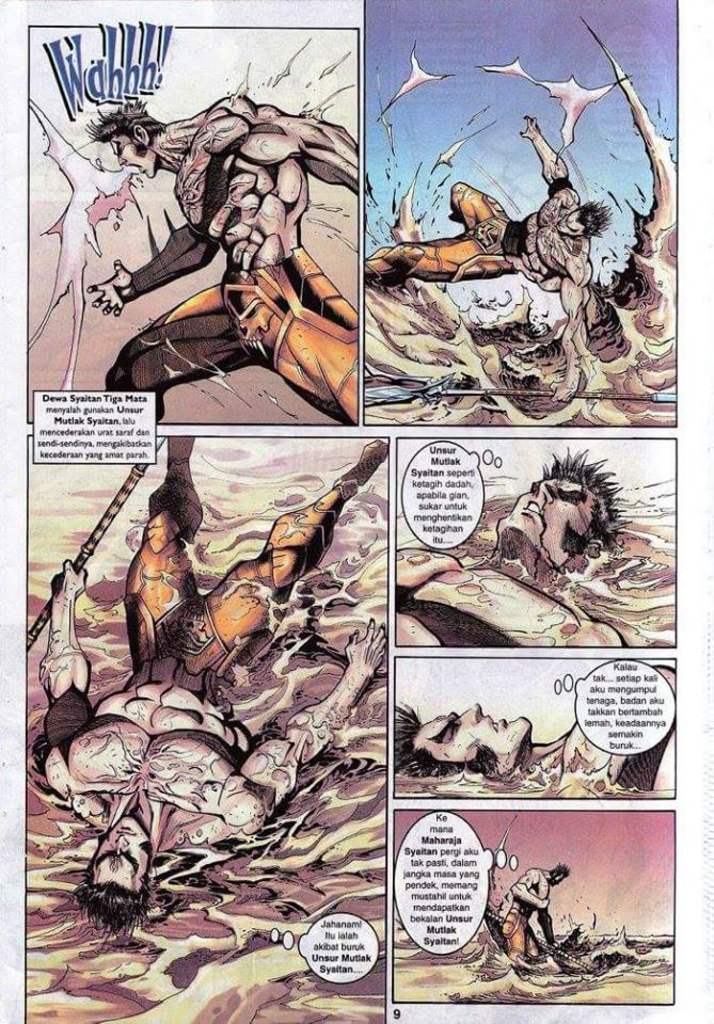 Wahhh!
Dewa Syaitan Tiga Mata
menyalah gunakan Unsur
Mutlak Syaitan, lalu
mencederakan urat saraf dan
sendi-sendinya, mengakibatkan
kecederaan yang amat parah.
Unsur
Mutlak
Syaitan seperti
ketagih dadah,
apabila gian,
sukar untuk
menghentikan
ketagihan
itu....
Kalau
tak... setiap kali
aku mengumpul
tenaga, badan aku
takkan bertambah
lemah, keadaannya
semakin
buruk...
Jahanam!
Itu ialah
akibat buruk
Unsur Mutlak
Syaitan....
Ke
mana
Maharaja
Syaitan pergi aku
tak pasti, dalam
jangka masa yang
pendek, memang
mustahil untuk
mendapatkan
bekalan Unsur
Mutlak
Syaitan!
9